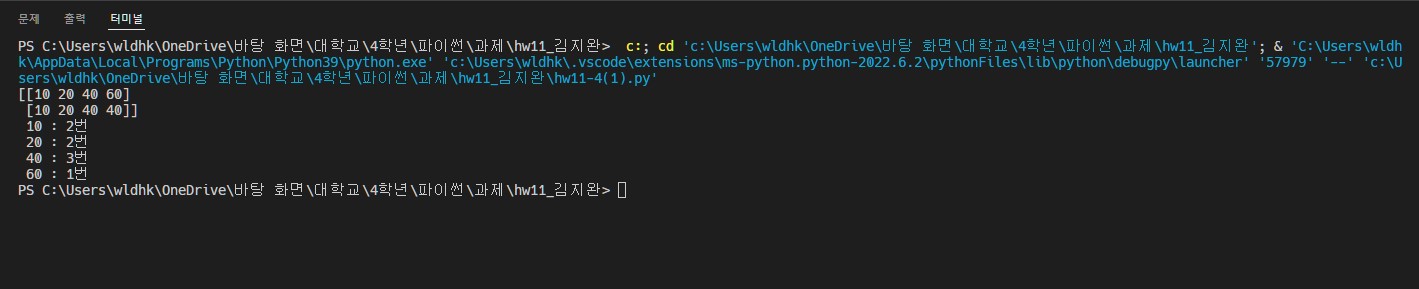 문제 출력 터미널
PS C:\Users\wldhk\OneDrive\바탕 화면\대학교\4학년\파이썬\과제\hw11_김지완>  c:; cd 'c:\Users\wldhk\OneDrive\바탕 화면\대학교\4학년\파이썬\과제\hw11_김지완'; & 'C:\Users\wldh
k\AppData\Local\Programs\Python\Python39\python.exe' 'c:\Users\wldhk\.vscode\extensions\ms-python.python-2022.6.2\pythonFiles\lib\python\debugpy\launcher' '57979' '--' 'c:\U
sers\wldhk\OneDrive\바탕 화면\대학교\4학년\파이썬\과제\hw11_김지완\hw11-4(1).py'
[[10 20 40 60]
 [10 20 40 40]]
 10 : 2번
 20 : 2번
 40 : 3번
 60 : 1번
PS C:\Users\wldhk\OneDrive\바탕 화면\대학교\4학년\파이썬\과제\hw11_김지완>